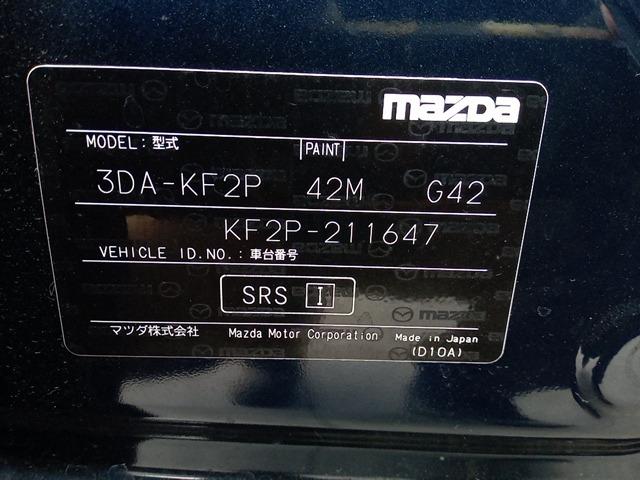 mazda
MODEL：型式 PAINT
3DA-KF2P 42M G42
KF2P-211647
VEHICLE ID.NO.：車台番号
SRS I
マツダ株式会社 Mazda Motor Corporation Made in Japan
(D10A)